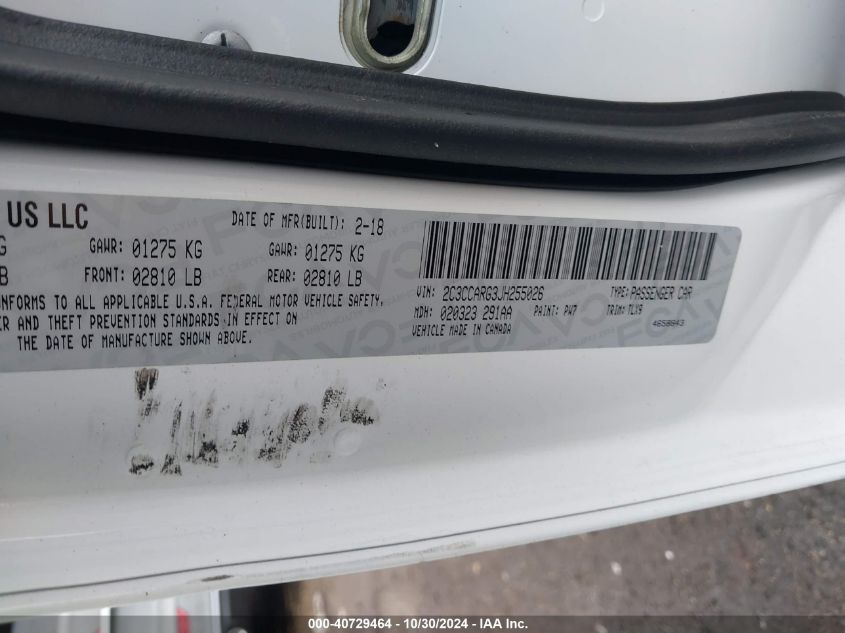 US LLC
DATE OF MFR(BUILT): 2-18
G GAWR: 01275 KG GAWR: 01275 KG
B FRONT: 02810 LB REAR: 02810 LB
ONFORMS TO ALL APPLICABLE U.S.A. FEDERAL MOTOR VEHICLE SAFETY,
ER AND THEFT PREVENTION STANDARDS IN EFFECT ON
THE DATE OF MANUFACTURE SHOWN ABOVE.
VIN: 2C3CCARG3JH255026 TYPE: PASSENGER CAR
MDH: 020323 291AA PAINT: PW7 TRIM: TLX9
VEHICLE MADE IN CANADA 4658643
000-40729464 | 10/30/2024 - IAA Inc.